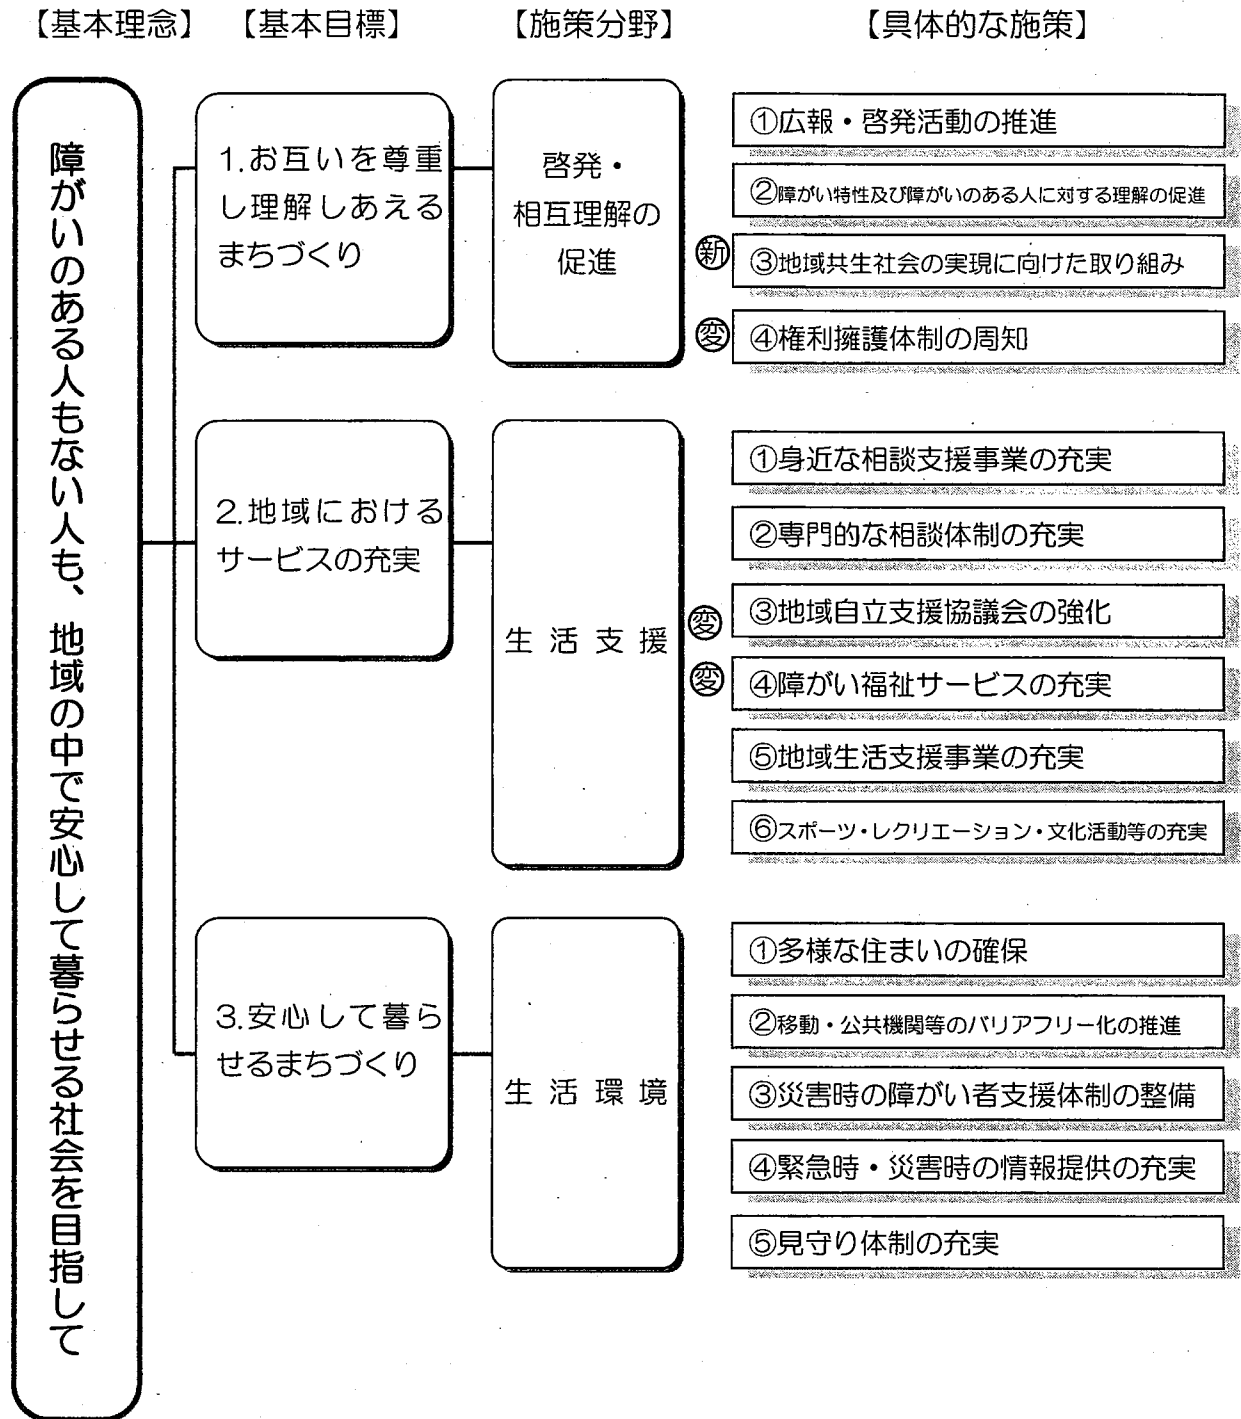 【基本理念】 【基本目標】 【施策分野】 【具体的な施策】
障がいのある人もない人も、地域の中で安心して暮らせる社会を目指して
1.お互いを尊重
し理解しあえる
まちづくり
啓発・
相互理解の
促進
①広報・啓発活動の推進
②障がい特性及び障がいのある人に対する理解の促進
新 ③地域共生社会の実現に向けた取り組み
変 ④権利擁護体制の周知
2.地域における
サービスの充実
生活支援
①身近な相談支援事業の充実
②専門的な相談体制の充実
変 ③地域自立支援協議会の強化
変 ④障がい福祉サービスの充実
⑤地域生活支援事業の充実
⑥スポーツ・レクリエーション・文化活動等の充実
3.安心して暮ら
せるまちづくり
生活環境
①多様な住まいの確保
②移動・公共機関等のバリアフリー化の推進
③災害時の障がい者支援体制の整備
④緊急時・災害時の情報提供の充実
⑤見守り体制の充実